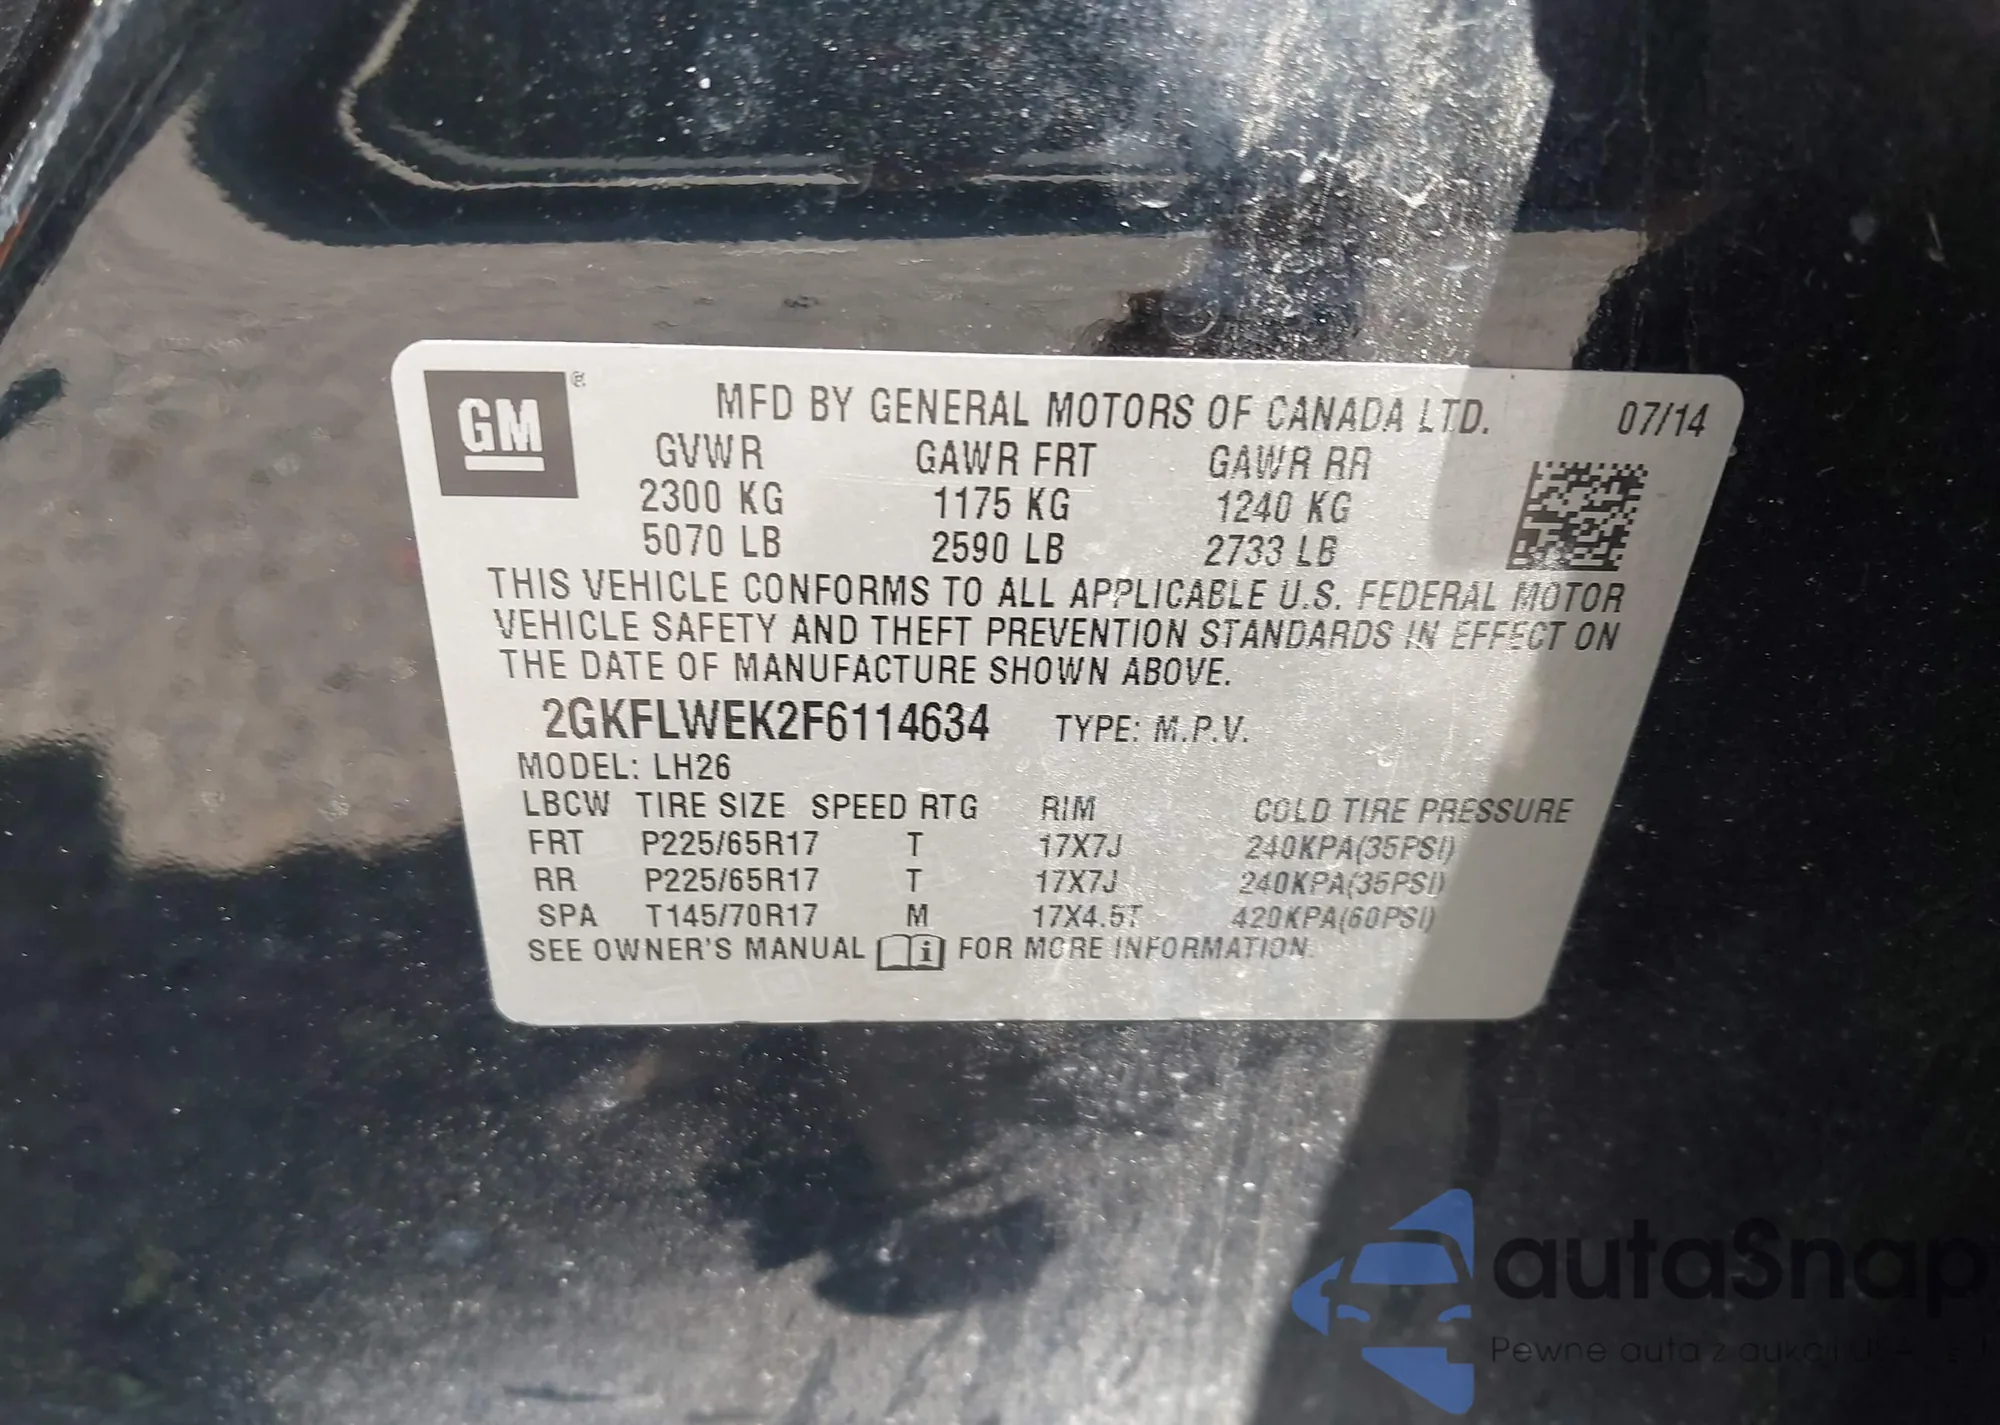 GM ®
MFD BY GENERAL MOTORS OF CANADA LTD. 07/14
GVWR GAWR FRT GAWR RR
2300 KG 1175 KG 1240 KG
5070 LB 2590 LB 2733 LB
THIS VEHICLE CONFORMS TO ALL APPLICABLE U.S. FEDERAL MOTOR
VEHICLE SAFETY AND THEFT PREVENTION STANDARDS IN EFFECT ON
THE DATE OF MANUFACTURE SHOWN ABOVE.
2GKFLWEK2F6114634 TYPE: M.P.V.
MODEL: LH26
LBCW TIRE SIZE SPEED RTG RIM COLD TIRE PRESSURE
FRT P225/65R17 T 17X7J 240KPA(35PSI)
RR P225/65R17 T 17X7J 240KPA(35PSI)
SPA T145/70R17 M 17X4.5T 420KPA(60PSI)
SEE OWNER'S MANUAL i FOR MORE INFORMATION.
autaSnap
Pewne auta z aukcji